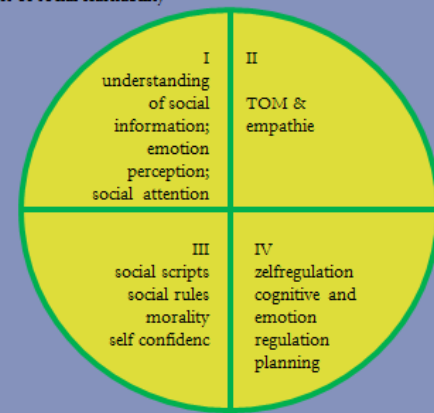 I
understanding
of social
information;
emotion
perception;
social attention
II
TOM &
empathie
III
social scripts
social rules
morality
self confidenc
IV
zelfregulation
cognitive and
emotion
regulation
planning